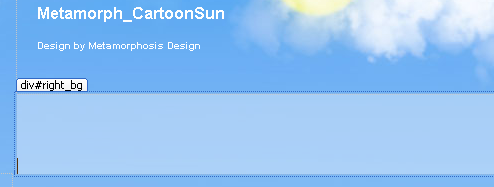 Metamorph_CartoonSun
Design by Metamorphosis Design
div#right_bg